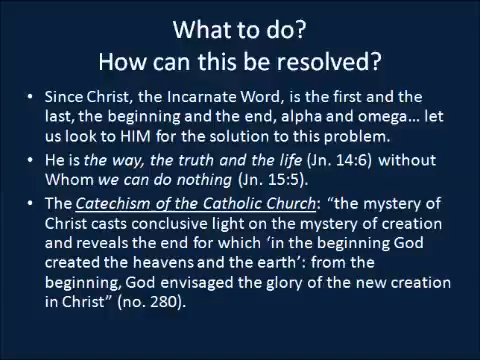 What to do?
How can this be resolved?
• Since Christ, the Incarnate Word, is the first and the
last, the beginning and the end, alpha and omega… let
us look to HIM for the solution to this problem.
• He is the way, the truth and the life (Jn. 14:6) without
Whom we can do nothing (Jn. 15:5).
• The Catechism of the Catholic Church: “the mystery of
Christ casts conclusive light on the mystery of creation
and reveals the end for which ‘in the beginning God
created the heavens and the earth’: from the
beginning, God envisaged the glory of the new creation
in Christ” (no. 280).